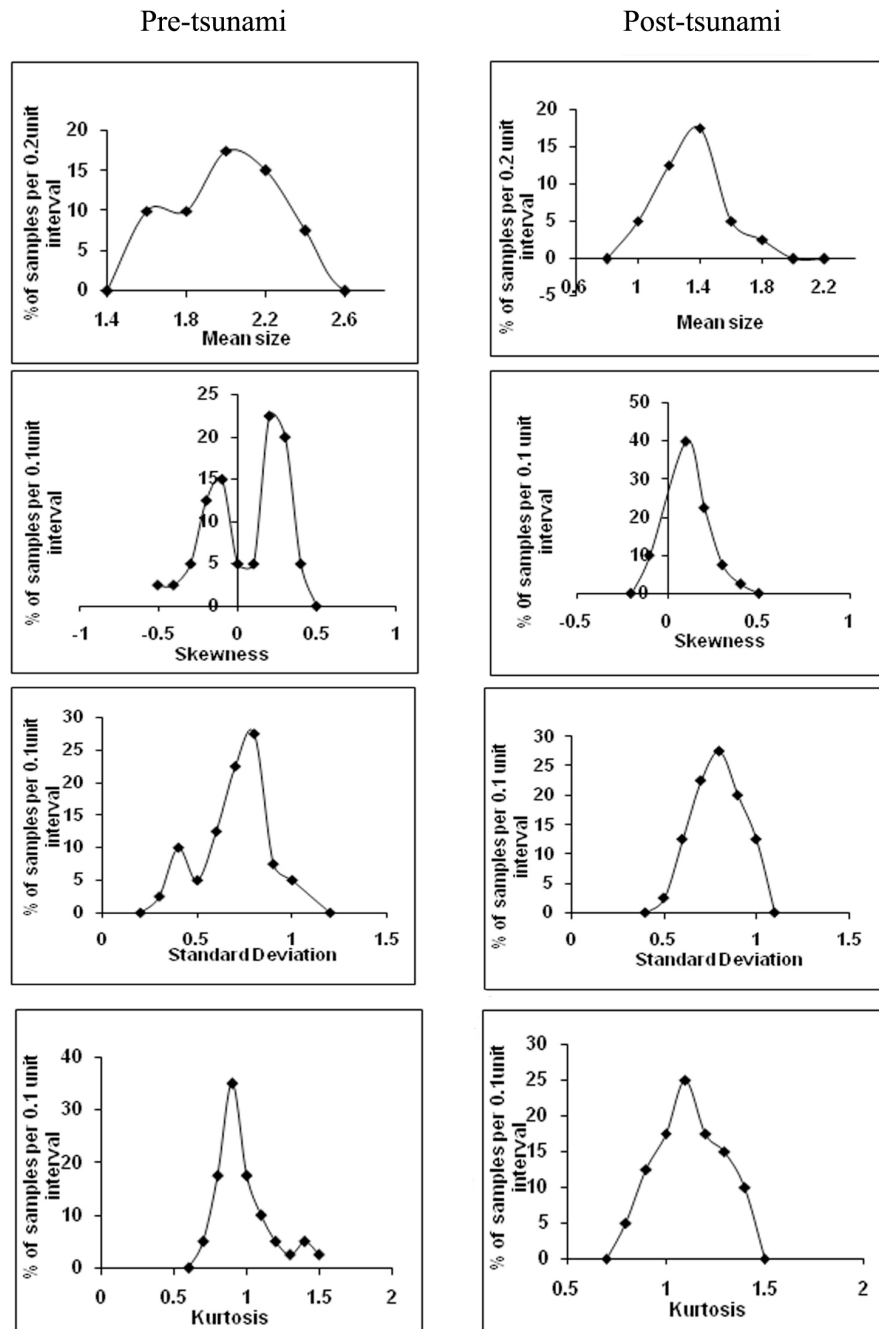 Pre-tsunami
Post-tsunami
% of samples per 0.2unit
interval
20
15
10
5
0
1.4 1.8 2.2 2.6
Mean size
% of samples per 0.2 unit
interval
20
15
10
5
0
-5
0.6 1 1.4 1.8 2.2
Mean size
% of samples per 0.1unit
interval
25
20
15
10
5
0
-1 -0.5 0 0.5 1
Skewness
% of samples per 0.1 unit
interval
50
40
30
20
10
0
-0.5 0 0.5 1
Skewness
% of samples per 0.1unit
interval
30
25
20
15
10
5
0
0 0.5 1 1.5
Standard Deviation
% of samples per 0.1 unit
interval
30
25
20
15
10
5
0
0 0.5 1 1.5
Standard Deviation
% of samples per 0.1 unit
interval
40
30
20
10
0
0 0.5 1 1.5 2
Kurtosis
% of samples per 0.1unit
interval
30
25
20
15
10
5
0
0.5 1 1.5 2
Kurtosis